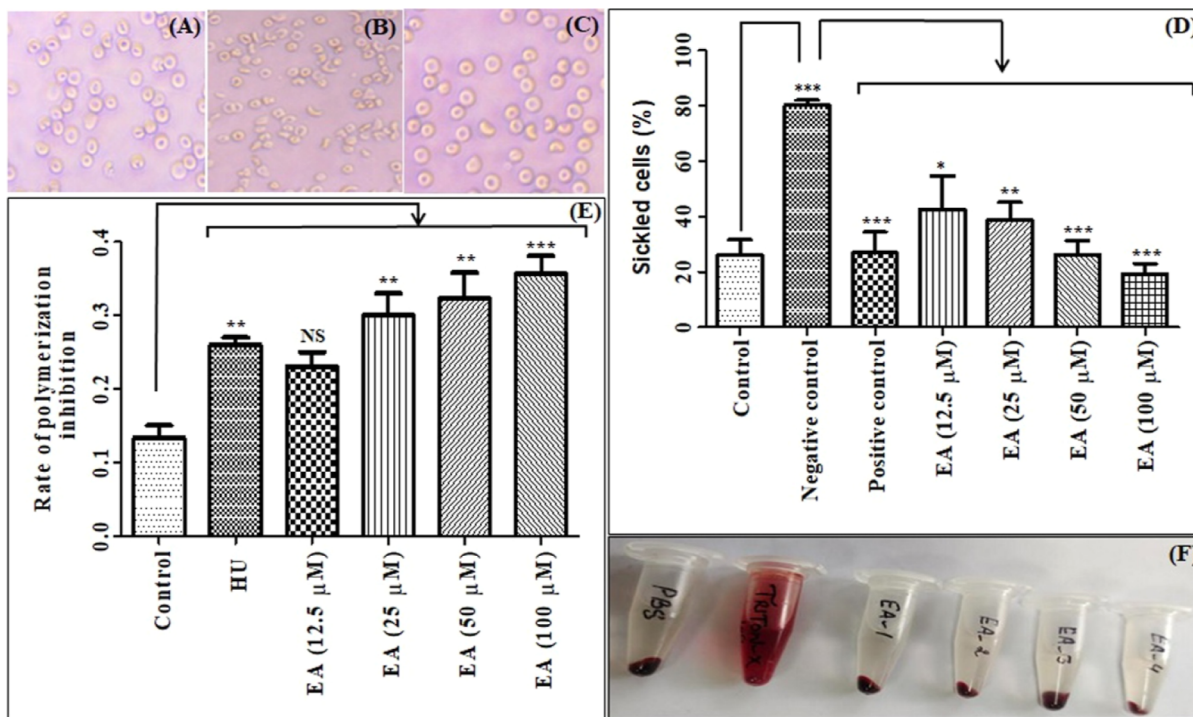 (A)
(B)
(C)
(D)
100
80
60
40
20
0
Sickled cells (%)
***
***
*
**
***
***
Control
Negative control
Positive control
EA (12.5 µM)
EA (25 µM)
EA (50 µM)
EA (100 µM)
(E)
0.4
0.3
0.2
0.1
0.0
Rate of polymerization
inhibition
**
NS
**
**
***
Control
HU
EA (12.5 µM)
EA (25 µM)
EA (50 µM)
EA (100 µM)
(F)
PBS
TRITON-X
EA-1
EA-2
EA-3
EA-4